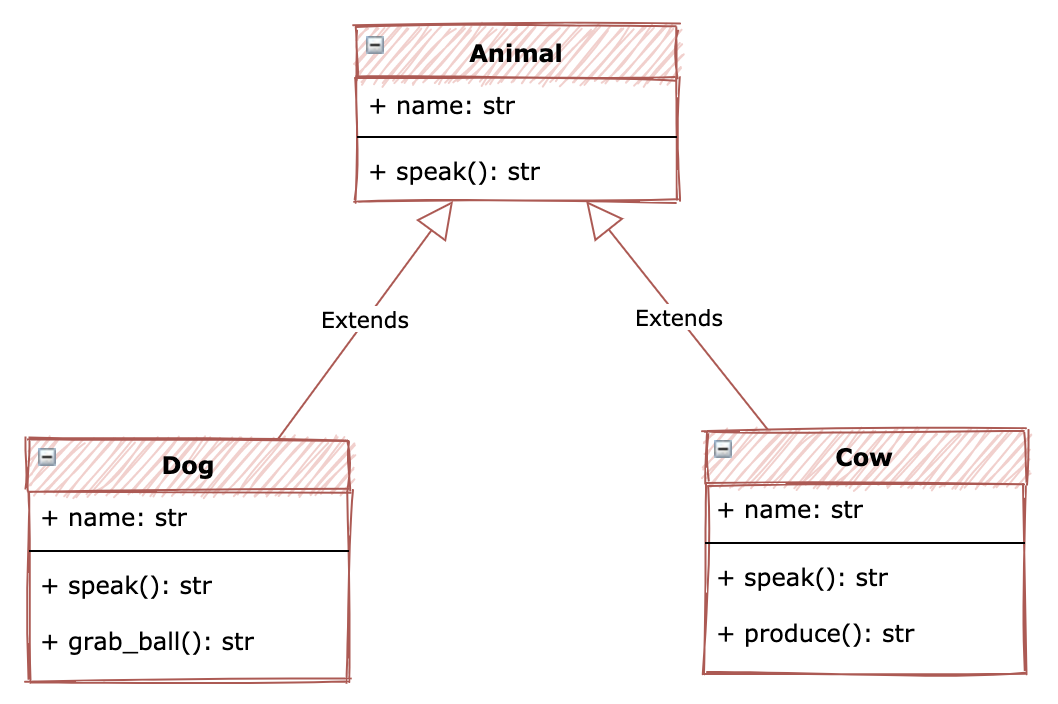 Animal
+ name: str
+ speak(): str
Extends
Extends
Dog
+ name: str
+ speak(): str
+ grab_ball(): str
Cow
+ name: str
+ speak(): str
+ produce(): str